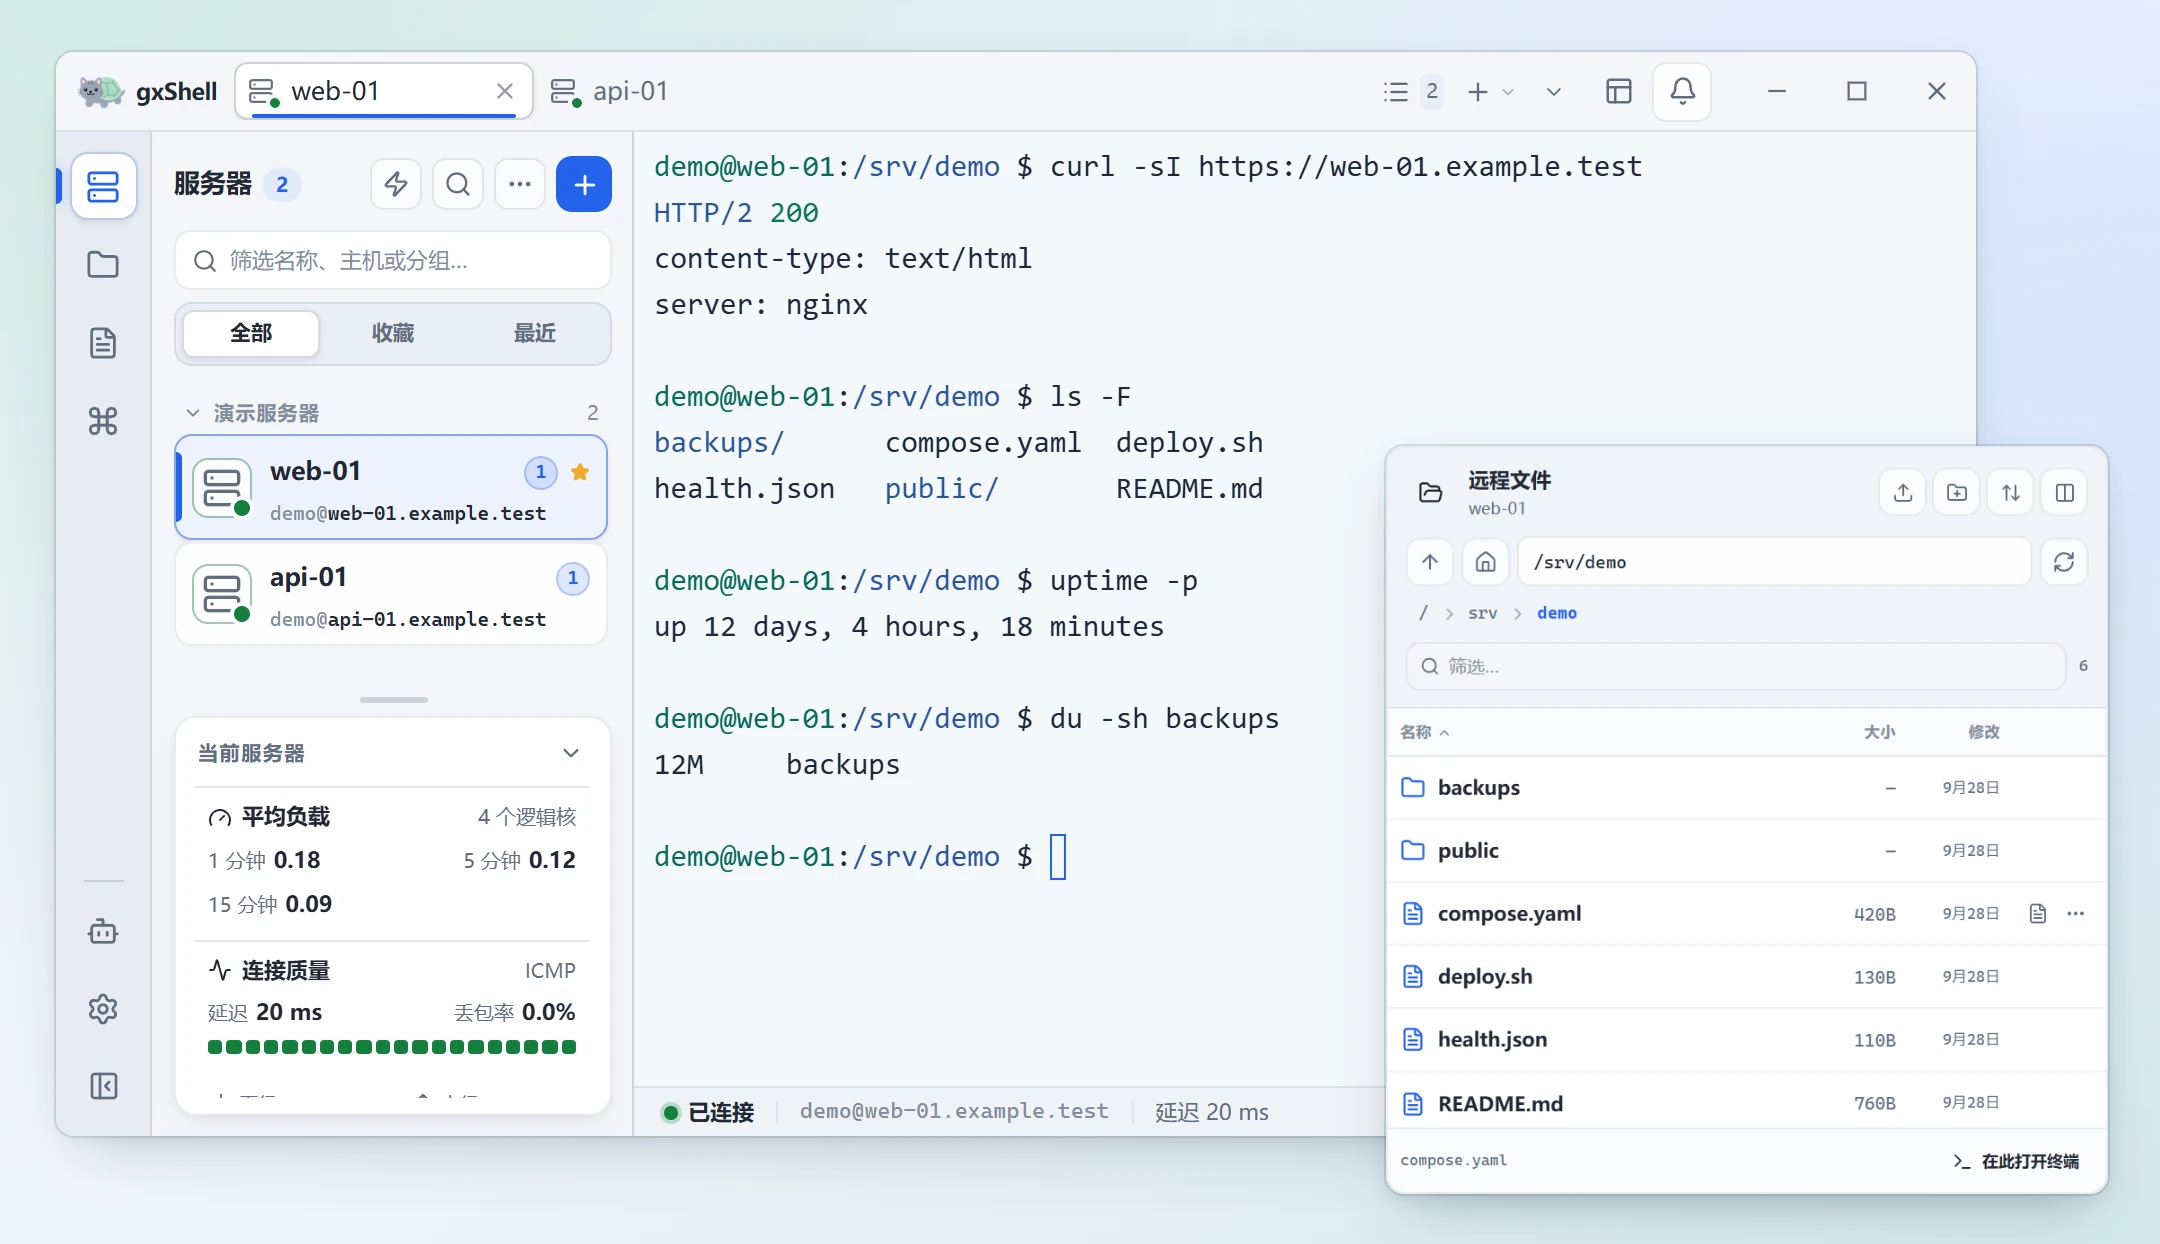 gxShell
web-01
api-01
2
服务器 2
筛选名称、主机或分组...
全部 收藏 最近
演示服务器 2
web-01 1
demo@web-01.example.test
api-01 1
demo@api-01.example.test
当前服务器
平均负载 4 个逻辑核
1 分钟 0.18 5 分钟 0.12
15 分钟 0.09
连接质量 ICMP
延迟 20 ms 丢包率 0.0%
demo@web-01:/srv/demo $ curl -sI https://web-01.example.test
HTTP/2 200
content-type: text/html
server: nginx
demo@web-01:/srv/demo $ ls -F
backups/ compose.yaml deploy.sh
health.json public/ README.md
demo@web-01:/srv/demo $ uptime -p
up 12 days, 4 hours, 18 minutes
demo@web-01:/srv/demo $ du -sh backups
12M backups
demo@web-01:/srv/demo $
已连接 demo@web-01.example.test 延迟 20 ms
远程文件
web-01
/srv/demo
/ > srv > demo
筛选... 6
名称 大小 修改
backups – 9月28日
public – 9月28日
compose.yaml 420B 9月28日
deploy.sh 130B 9月28日
health.json 110B 9月28日
README.md 760B 9月28日
compose.yaml 在此打开终端